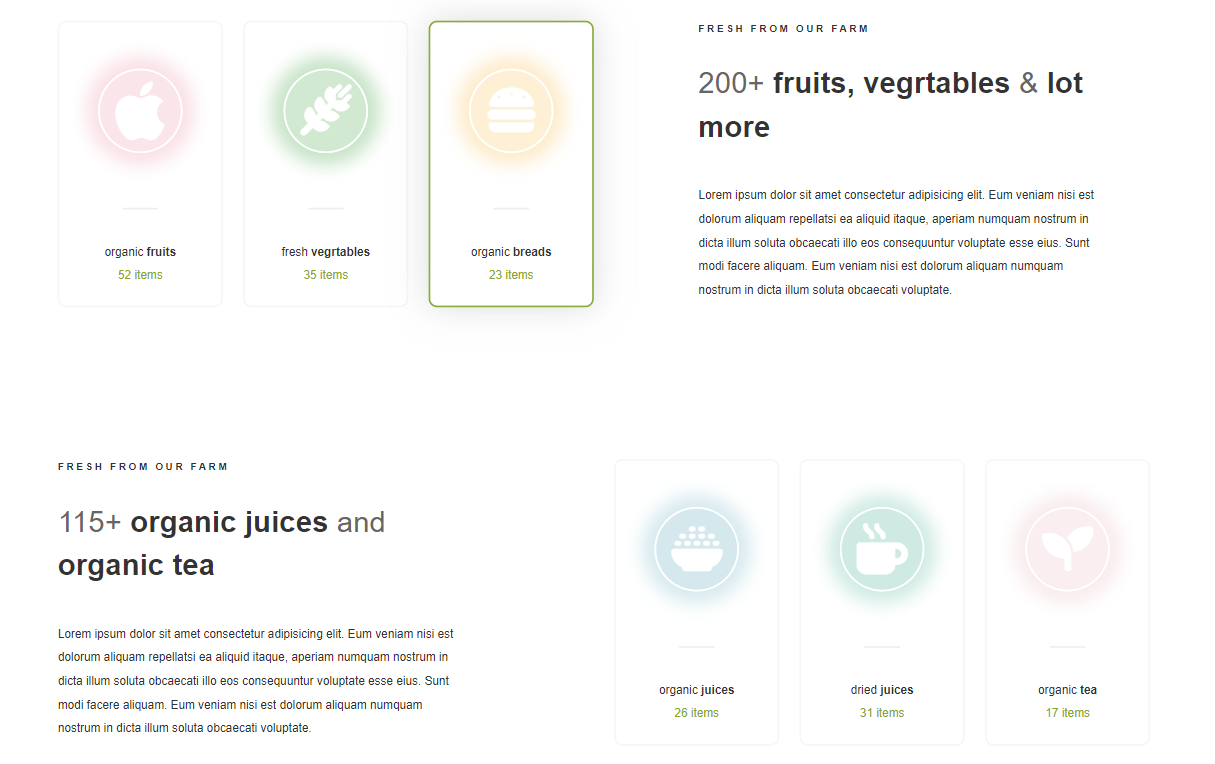 organic fruits
52 items
fresh vegrtables
35 items
organic breads
23 items
FRESH FROM OUR FARM
200+ fruits, vegrtables & lot
more
Lorem ipsum dolor sit amet consectetur adipisicing elit. Eum veniam nisi est
dolorum aliquam repellatsi ea aliquid itaque, aperiam numquam nostrum in
dicta illum soluta obcaecati illo eos consequuntur voluptate esse eius. Sunt
modi facere aliquam. Eum veniam nisi est dolorum aliquam numquam
nostrum in dicta illum soluta obcaecati voluptate.
FRESH FROM OUR FARM
115+ organic juices and
organic tea
Lorem ipsum dolor sit amet consectetur adipisicing elit. Eum veniam nisi est
dolorum aliquam repellatsi ea aliquid itaque, aperiam numquam nostrum in
dicta illum soluta obcaecati illo eos consequuntur voluptate esse eius. Sunt
modi facere aliquam. Eum veniam nisi est dolorum aliquam numquam
nostrum in dicta illum soluta obcaecati voluptate.
organic juices
26 items
dried juices
31 items
organic tea
17 items